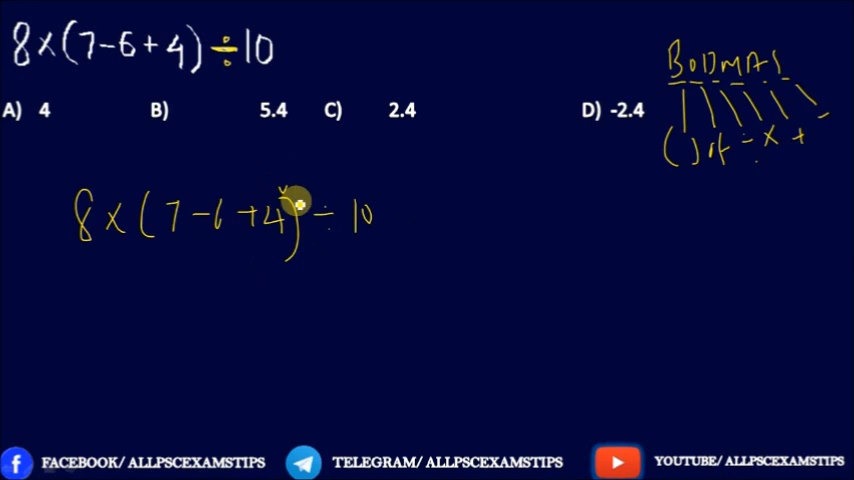 8×(7-6+4)÷10
BODMAS
( ) of ÷ × + -
A) 4 B) 5.4 C) 2.4 D) -2.4
8×(7-6+4)÷10
FACEBOOK/ ALLPSCEXAMSTIPS TELEGRAM/ ALLPSCEXAMSTIPS YOUTUBE/ ALLPSCEXAMSTIPS